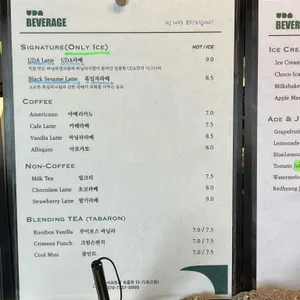 UDA
BEVERAGE
SIGNATURE(ONLY ICE)
HOT / ICE
UDA Latte UDA라떼 9.0
Black Sesame Latte 흑임자라떼 8.5
COFFEE
Americano 아메리카노 7.0
Cafe Latte 카페라떼 7.5
Vanilla Latte 바닐라라떼 8.5
Affogato 아포가토 8.0
NON-COFFEE
Milk Tea 밀크티 7.5
Chocolate Latte 초코라떼 8.0
Strawberry Latte 딸기라떼 9.0
BLENDING TEA (TABARON)
Rooibos Vanilla 루이보스 바닐라 7.0 / 7.5
Crimson Punch 크림슨펀치 7.0 / 7.5
Cool Mint 쿨민트 7.0 / 7.5
UDA
BEVERAGE
ICE CREA
Ice Cream
Choco Ice
Milkshake
Apple Man
ADE & J
Grapefruit
Lemonade
BlueLemon
Tomato
Watermelo
Redhyang